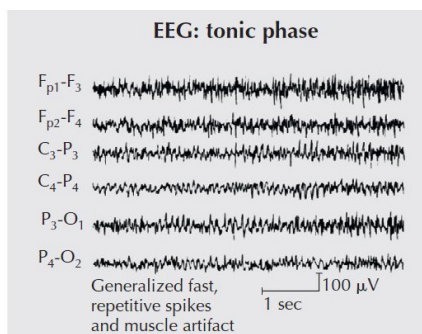 EEG: tonic phase
Fp1-F3
Fp2-F4
C3-P3
C4-P4
P3-O1
P4-O2
Generalized fast,
repetitive spikes
and muscle artifact
1 sec
100 μV